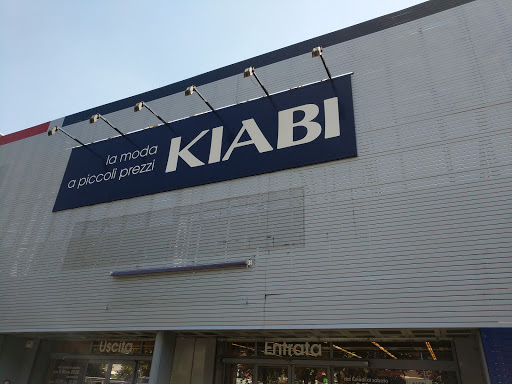 la moda
a piccoli prezzi
KIABI
Uscita
Entrata